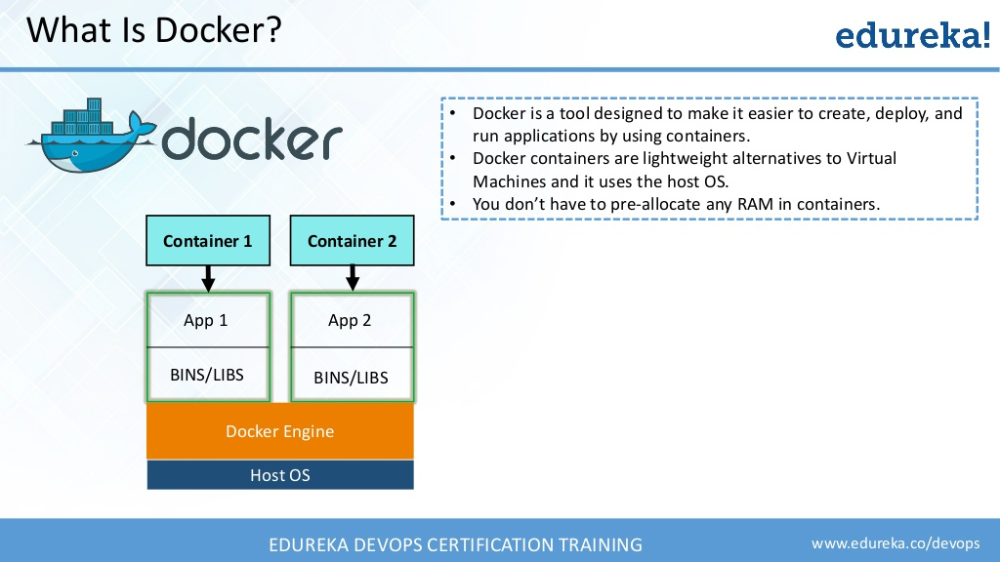 What Is Docker?
edureka!
docker
• Docker is a tool designed to make it easier to create, deploy, and
run applications by using containers.
• Docker containers are lightweight alternatives to Virtual
Machines and it uses the host OS.
• You don’t have to pre-allocate any RAM in containers.
Container 1
Container 2
App 1
App 2
BINS/LIBS
BINS/LIBS
Docker Engine
Host OS
EDUREKA DEVOPS CERTIFICATION TRAINING
www.edureka.co/devops